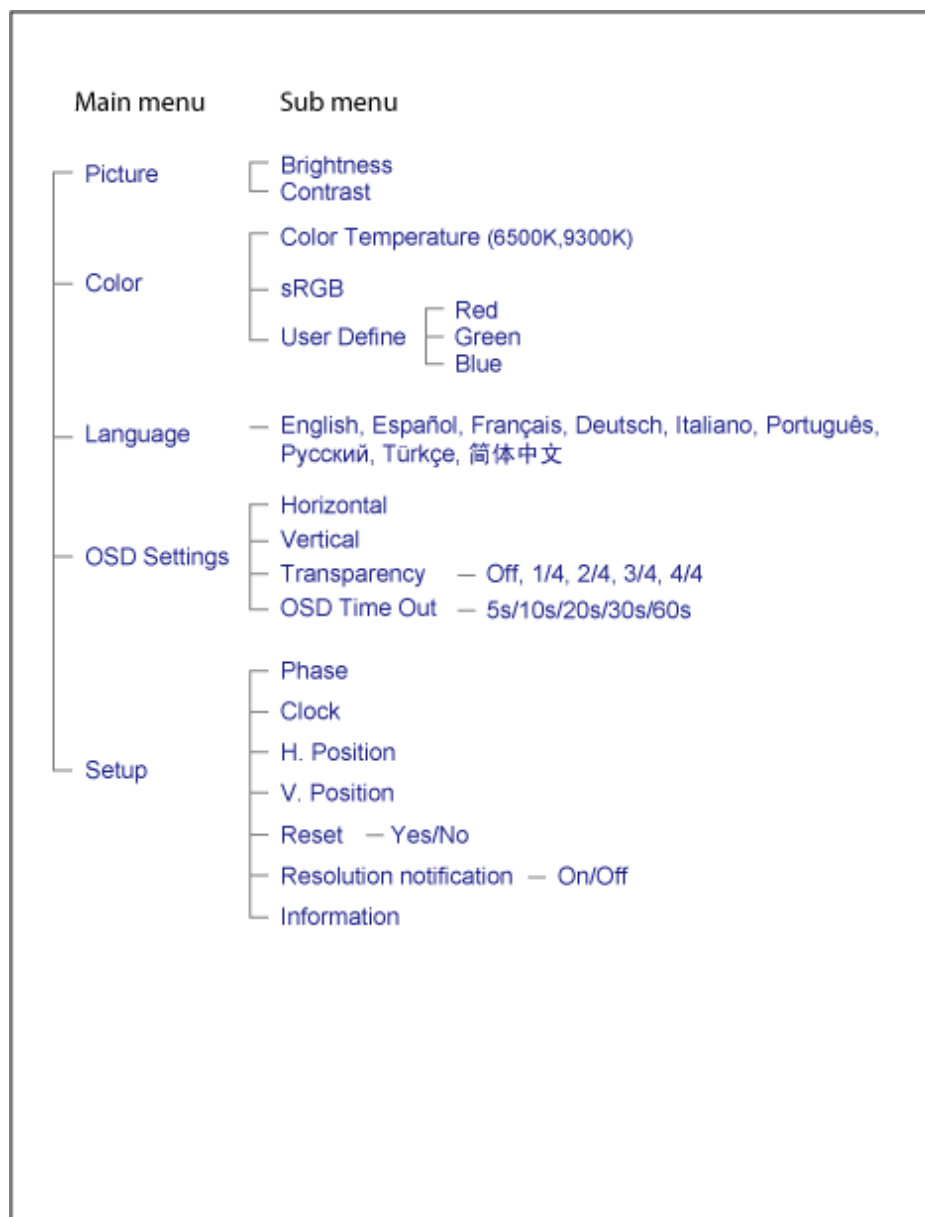 Main menu Sub menu
Picture Brightness
Contrast
Color Color Temperature (6500K,9300K)
sRGB
User Define Red
Green
Blue
Language English, Español, Français, Deutsch, Italiano, Português,
Русский, Türkçe, 简体中文
OSD Settings Horizontal
Vertical
Transparency Off, 1/4, 2/4, 3/4, 4/4
OSD Time Out 5s/10s/20s/30s/60s
Setup Phase
Clock
H. Position
V. Position
Reset Yes/No
Resolution notification On/Off
Information